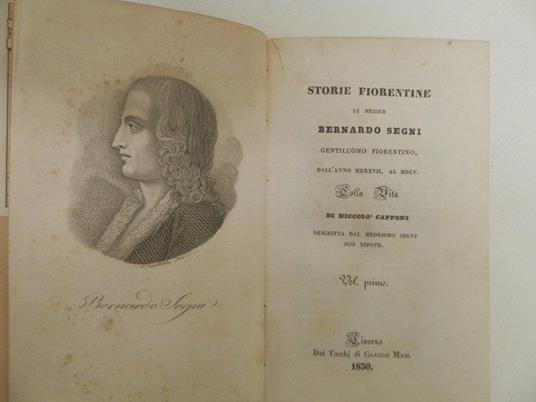 Bernardo Segni
STORIE FIORENTINE
DI MESSER
BERNARDO SEGNI
GENTILUOMO FIORENTINO,
DALL'ANNO MDXXVII, AL MDLV.
Colla Vita
DI NICCOLO' CAPPONI
DESCRITTA DAL MEDESIMO SEGNI
SUO NIPOTE.
Vol. primo.
Livorno
Dai Torchj di GLAUCO MASI.
1830.